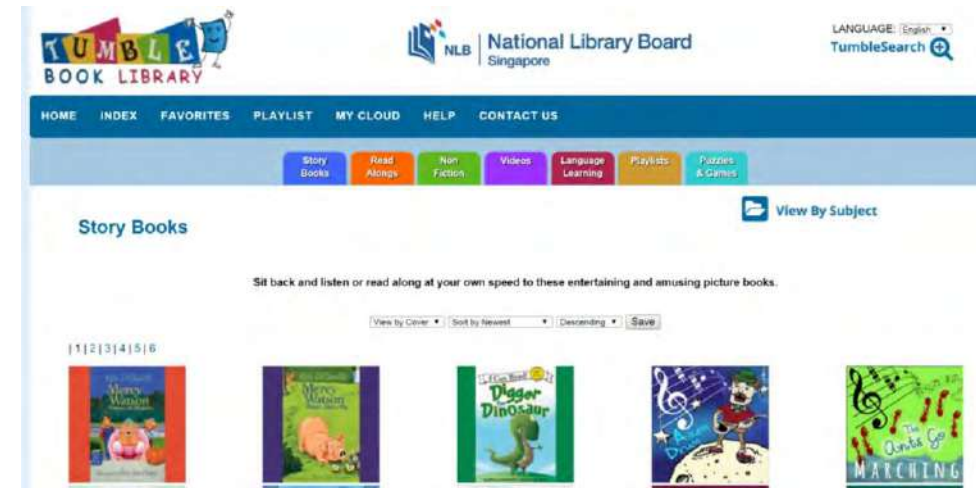 TUMBLE
BOOK LIBRARY
NLB National Library Board
Singapore
LANGUAGE: English
TumbleSearch
HOME INDEX FAVORITES PLAYLIST MY CLOUD HELP CONTACT US
Story Books
Read Alongs
Non Fiction
Videos
Language Learning
Playlists
Puzzles & Games
View By Subject
Story Books
Sit back and listen or read along at your own speed to these entertaining and amusing picture books.
View by Cover Sort by Newest Descending Save
|1|2|3|4|5|6
Mercy
Watson
Mercy
Watson
I Can Read!
Digger
the
Dinosaur
Drum
The
Ants Go
MARCHING